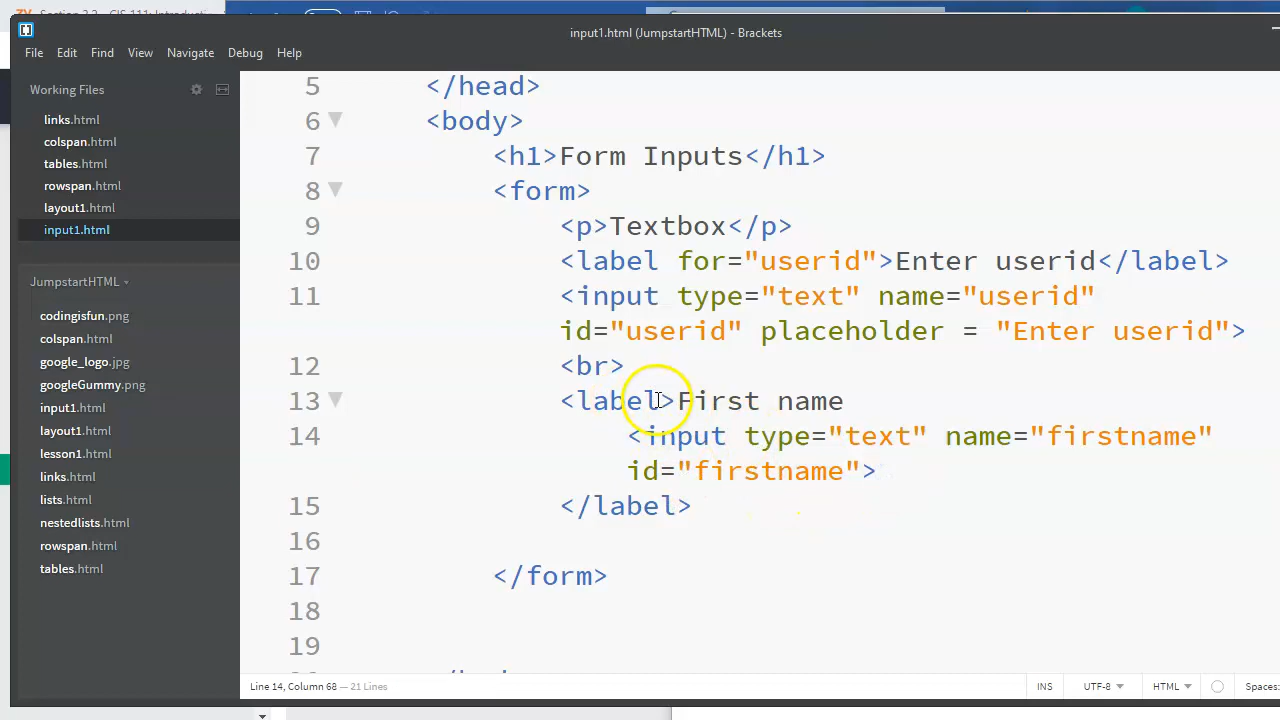 input1.html (JumpstartHTML) - Brackets
File Edit Find View Navigate Debug Help
Working Files
links.html
colspan.html
tables.html
rowspan.html
layout1.html
input1.html
JumpstartHTML
codingisfun.png
colspan.html
google_logo.jpg
googleGummy.png
input1.html
layout1.html
lesson1.html
links.html
lists.html
nestedlists.html
rowspan.html
tables.html
5 </head>
6 <body>
7 <h1>Form Inputs</h1>
8 <form>
9 <p>Textbox</p>
10 <label for="userid">Enter userid</label>
11 <input type="text" name="userid"
id="userid" placeholder = "Enter userid">
12 <br>
13 <label>First name
14 <input type="text" name="firstname"
id="firstname">
15 </label>
16
17 </form>
18
19
Line 14, Column 68 — 21 Lines
INS UTF-8 HTML Spaces: